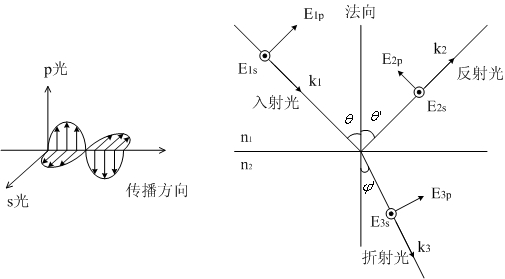 p光
传播方向
s光
法向
E1p
E1s
k1
入射光
E2p
k2
反射光
E2s
θ
θ'
n1
n2
φ
E3p
E3s
k3
折射光